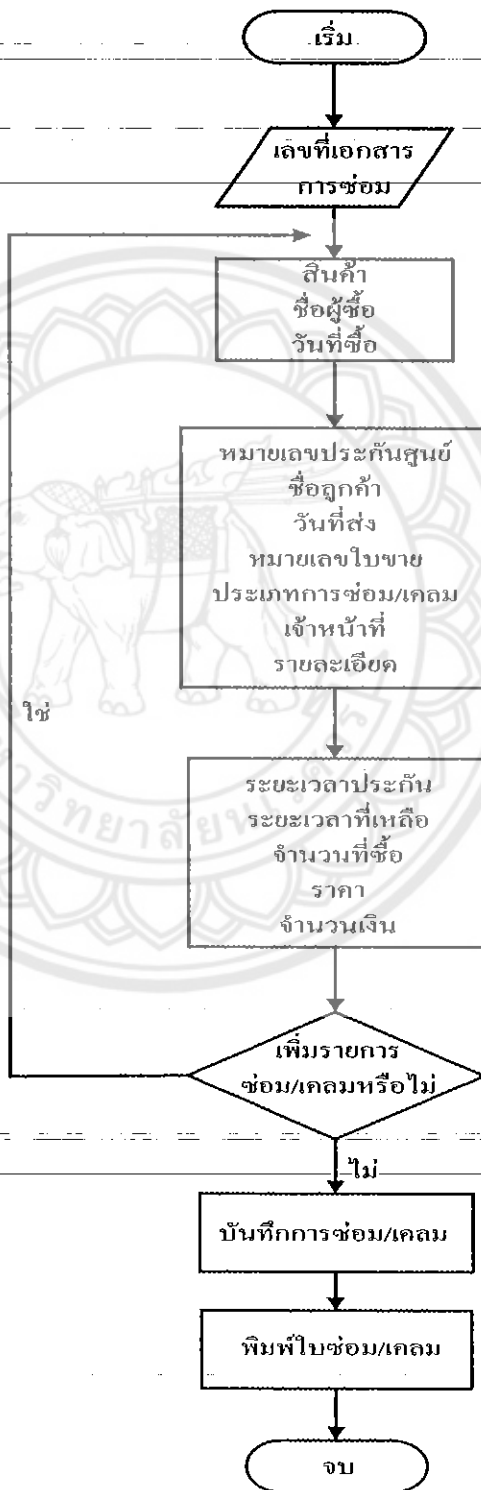 เริ่ม
เลขที่เอกสาร
การซ่อม
สินค้า
ชื่อผู้ซื้อ
วันที่ซื้อ
หมายเลขประกันศูนย์
ชื่อลูกค้า
วันที่ส่ง
หมายเลขใบขาย
ประเภทการซ่อม/เคลม
เจ้าหน้าที่
รายละเอียด
ใช่
ระยะเวลาประกัน
ระยะเวลาที่เหลือ
จำนวนที่ซื้อ
ราคา
จำนวนเงิน
เพิ่มรายการ
ซ่อม/เคลมหรือไม่
ไม่
บันทึกการซ่อม/เคลม
พิมพ์ใบซ่อม/เคลม
จบ